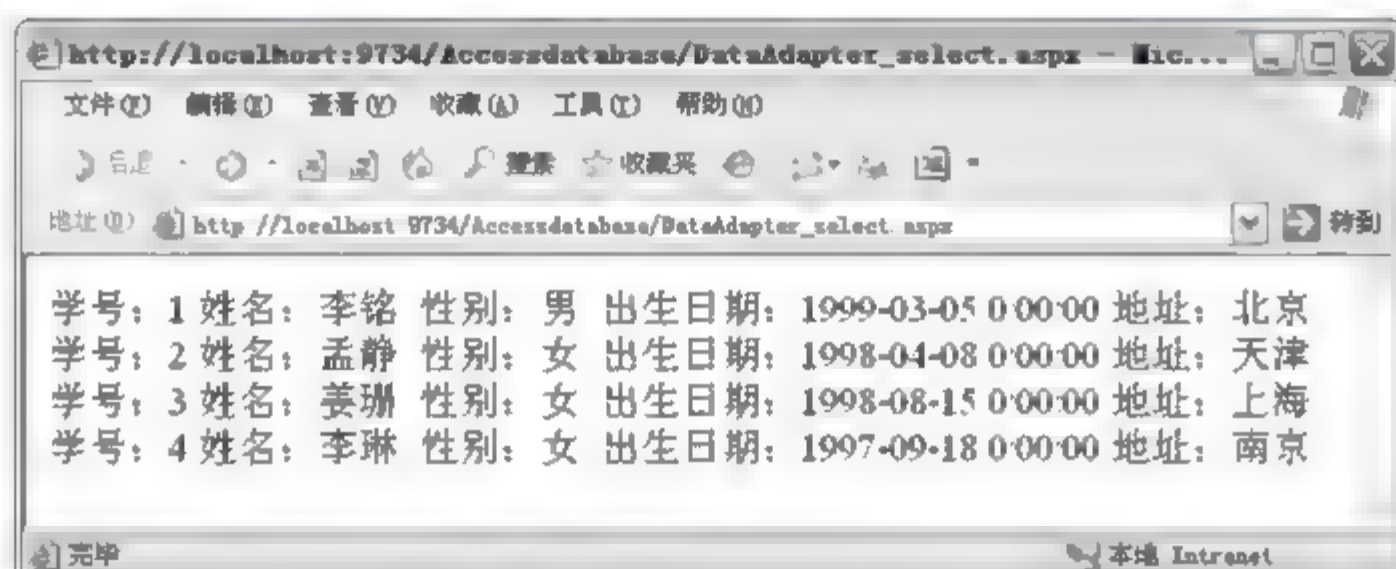 http://localhost:9734/Accessdatabase/DataAdapter_select.aspx - Mic...
文件(F) 编辑(E) 查看(V) 收藏(A) 工具(T) 帮助(H)
后退 搜索 收藏夹
地址(D) http://localhost:9734/Accessdatabase/DataAdapter_select.aspx 转到
学号：1 姓名：李铭 性别：男 出生日期：1999-03-05 0:00:00 地址：北京
学号：2 姓名：孟静 性别：女 出生日期：1998-04-08 0:00:00 地址：天津
学号：3 姓名：姜珊 性别：女 出生日期：1998-08-15 0:00:00 地址：上海
学号：4 姓名：李琳 性别：女 出生日期：1997-09-18 0:00:00 地址：南京
完毕 本地 Intranet